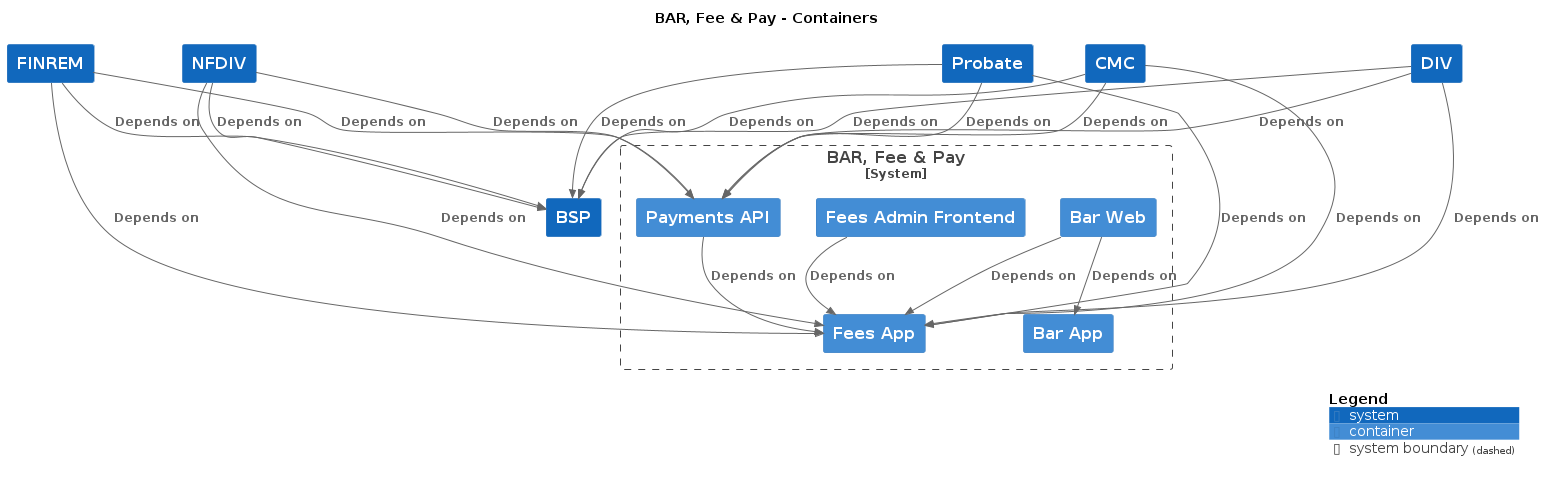 BAR, Fee & Pay - Containers
FINREM
NFDIV
Probate
CMC
DIV
Depends on
Depends on
Depends on
Depends on
Depends on
Depends on
Depends on
Depends on
Depends on
Depends on
BAR, Fee & Pay
[System]
BSP
Payments API
Fees Admin Frontend
Bar Web
Depends on
Depends on
Depends on
Depends on
Depends on
Depends on
Depends on
Depends on
Depends on
Fees App
Bar App
Legend
system
container
system boundary (dashed)